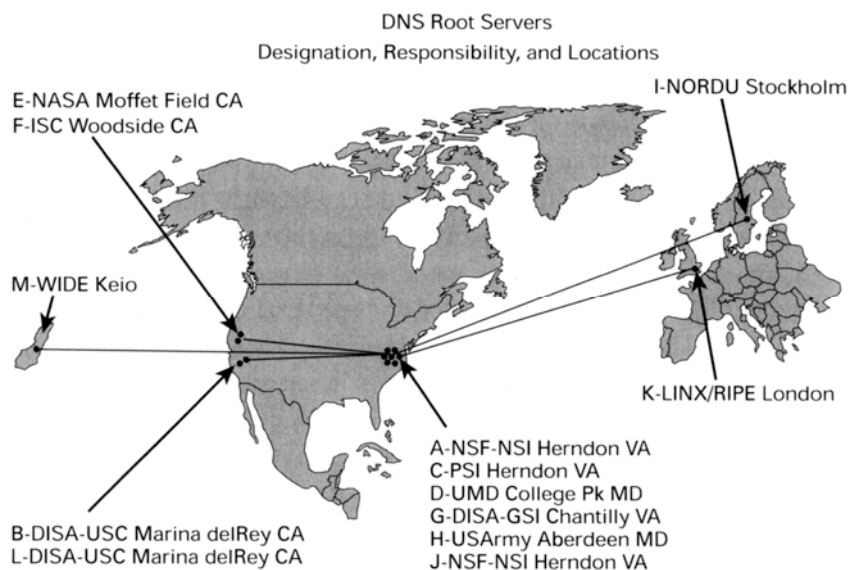 DNS Root Servers
Designation, Responsibility, and Locations
E-NASA Moffet Field CA
F-ISC Woodside CA
I-NORDU Stockholm
M-WIDE Keio
K-LINX/RIPE London
A-NSF-NSI Herndon VA
C-PSI Herndon VA
D-UMD College Pk MD
G-DISA-GSI Chantilly VA
H-USArmy Aberdeen MD
J-NSF-NSI Herndon VA
B-DISA-USC Marina delRey CA
L-DISA-USC Marina delRey CA